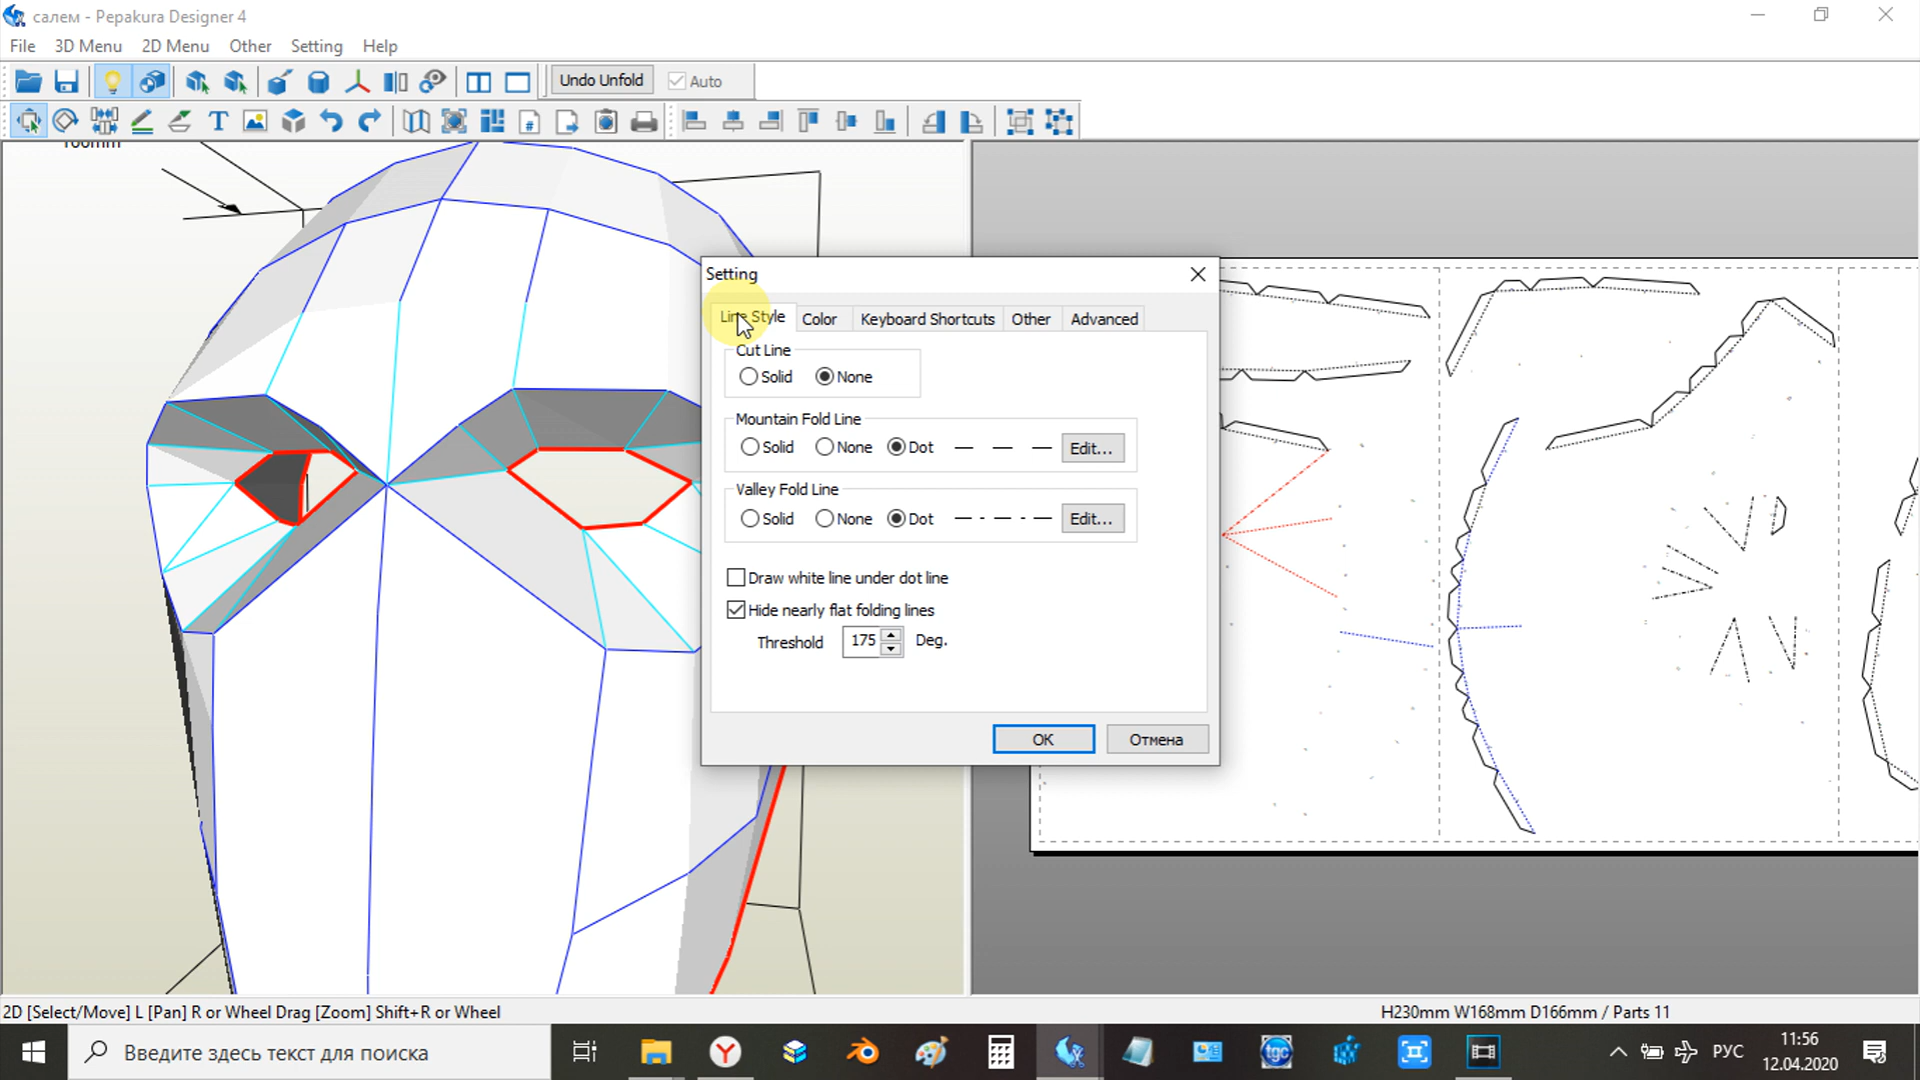 салем - Pepakura Designer 4
File 3D Menu 2D Menu Other Setting Help
Undo Unfold Auto
100mm
Setting
Line Style Color Keyboard Shortcuts Other Advanced
Cut Line
Solid None
Mountain Fold Line
Solid None Dot Edit...
Valley Fold Line
Solid None Dot Edit...
Draw white line under dot line
Hide nearly flat folding lines
Threshold 175 Deg.
OK Отмена
2D [Select/Move] L [Pan] R or Wheel Drag [Zoom] Shift+R or Wheel
H230mm W168mm D166mm / Parts 11
Введите здесь текст для поиска
tgc
РУС
11:56
12.04.2020